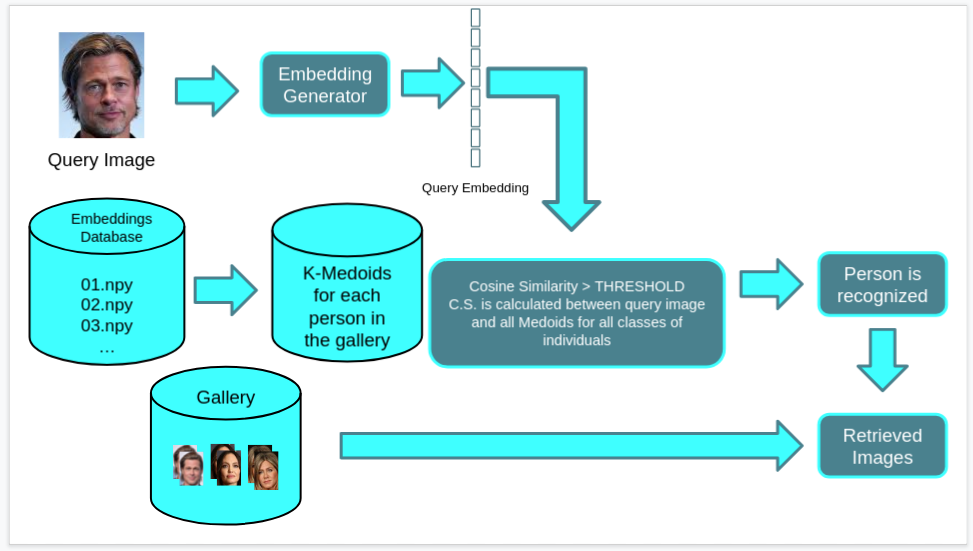 Embedding
Generator
Query Image
Query Embedding
Embeddings
Database
01.npy
02.npy
03.npy
...
K-Medoids
for each
person in
the gallery
Cosine Similarity > THRESHOLD
C.S. is calculated between query image
and all Medoids for all classes of
individuals
Person is
recognized
Gallery
Retrieved
Images